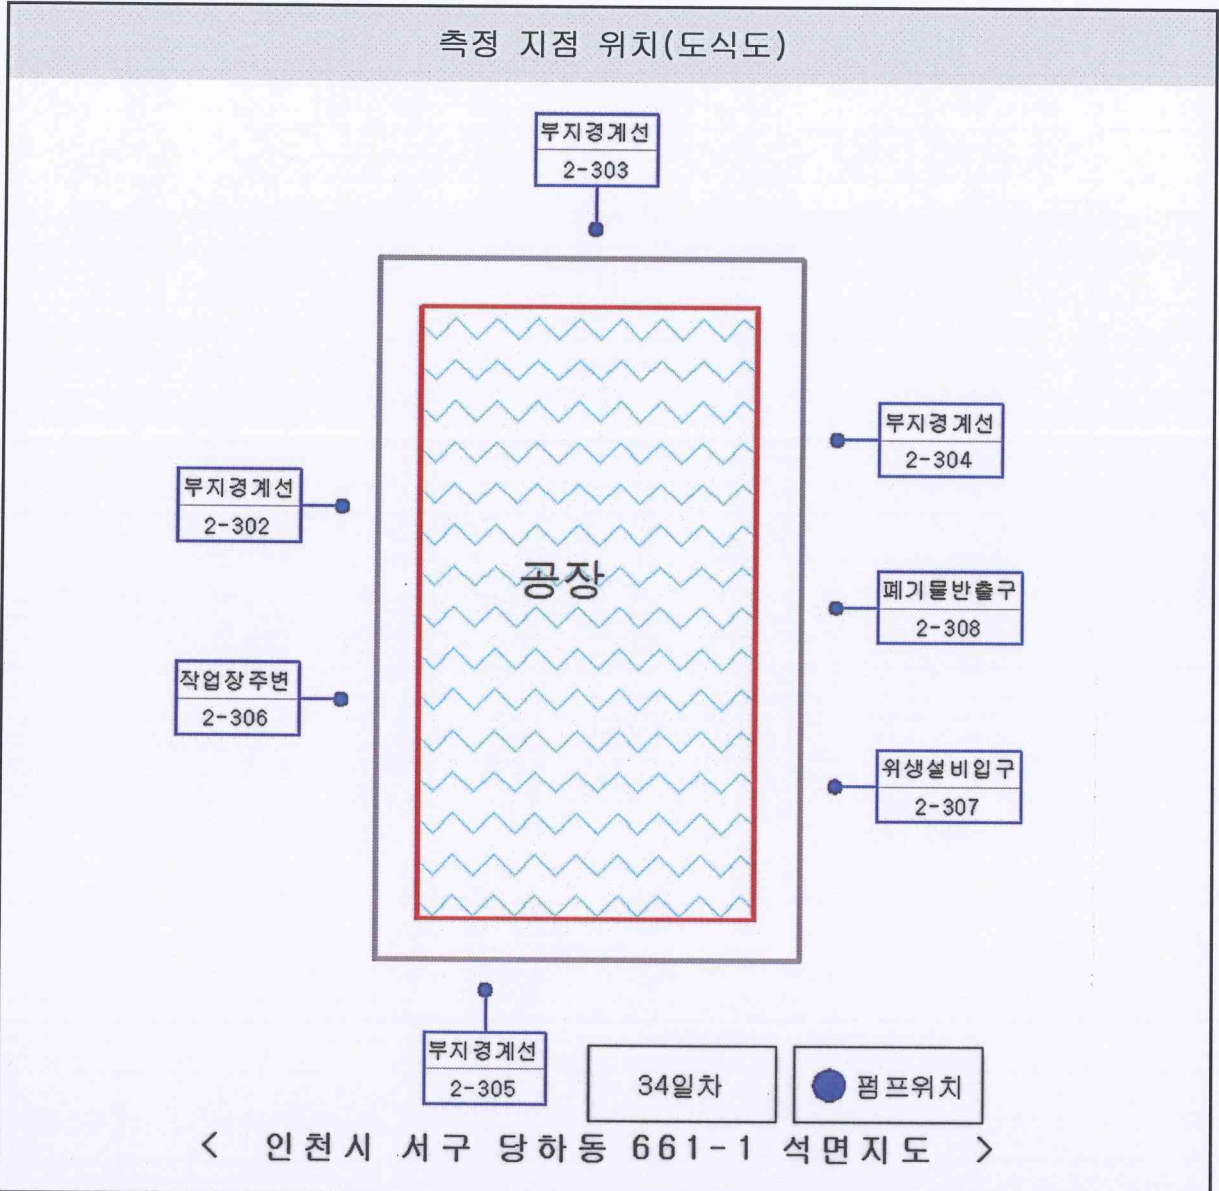 측정 지점 위치(도식도)
부지경계선
2-303
부지경계선
2-304
부지경계선
2-302
공장
폐기물반출구
2-308
작업장주변
2-306
위생설비입구
2-307
부지경계선
2-305
34일차
펌프위치
< 인천시 서구 당하동 661-1 석면지도 >